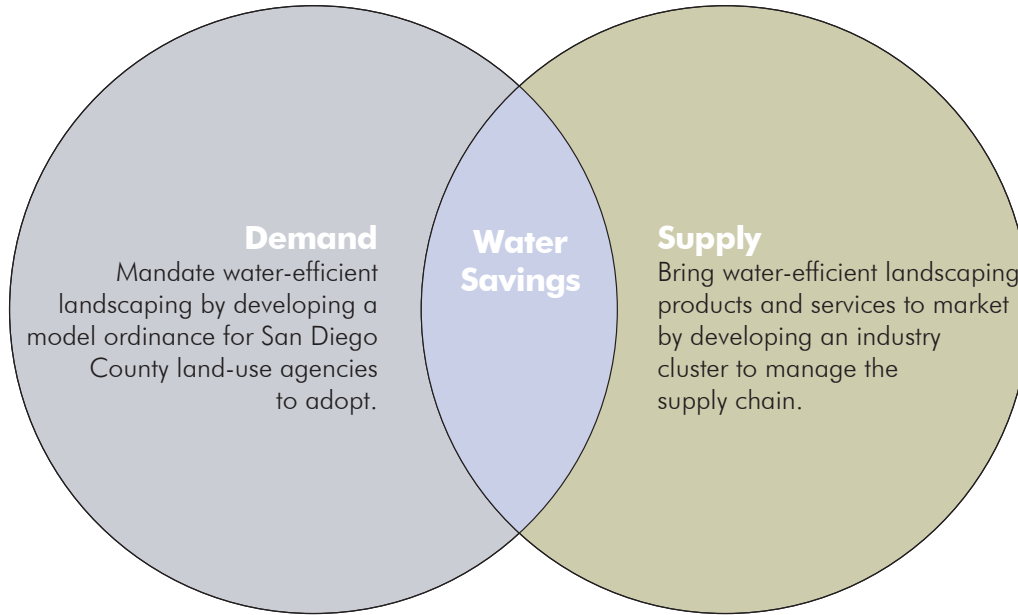 Demand
Mandate water-efficient
landscaping by developing a
model ordinance for San Diego
County land-use agencies
to adopt.
Water
Savings
Supply
Bring water-efficient landscaping
products and services to market
by developing an industry
cluster to manage the
supply chain.